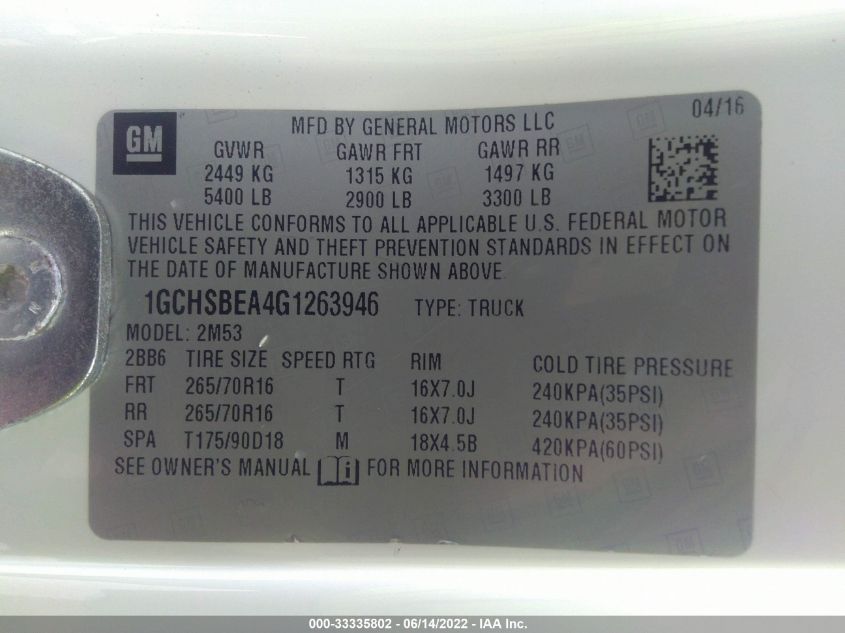 GM
MFD BY GENERAL MOTORS LLC 04/16
GVWR GAWR FRT GAWR RR
2449 KG 1315 KG 1497 KG
5400 LB 2900 LB 3300 LB
THIS VEHICLE CONFORMS TO ALL APPLICABLE U.S. FEDERAL MOTOR
VEHICLE SAFETY AND THEFT PREVENTION STANDARDS IN EFFECT ON
THE DATE OF MANUFACTURE SHOWN ABOVE.
1GCHSBEA4G1263946 TYPE: TRUCK
MODEL: 2M53
2BB6 TIRE SIZE SPEED RTG RIM COLD TIRE PRESSURE
FRT 265/70R16 T 16X7.0J 240KPA(35PSI)
RR 265/70R16 T 16X7.0J 240KPA(35PSI)
SPA T175/90D18 M 18X4.5B 420KPA(60PSI)
SEE OWNER'S MANUAL i FOR MORE INFORMATION
000-33335802 - 06/14/2022 - IAA Inc.